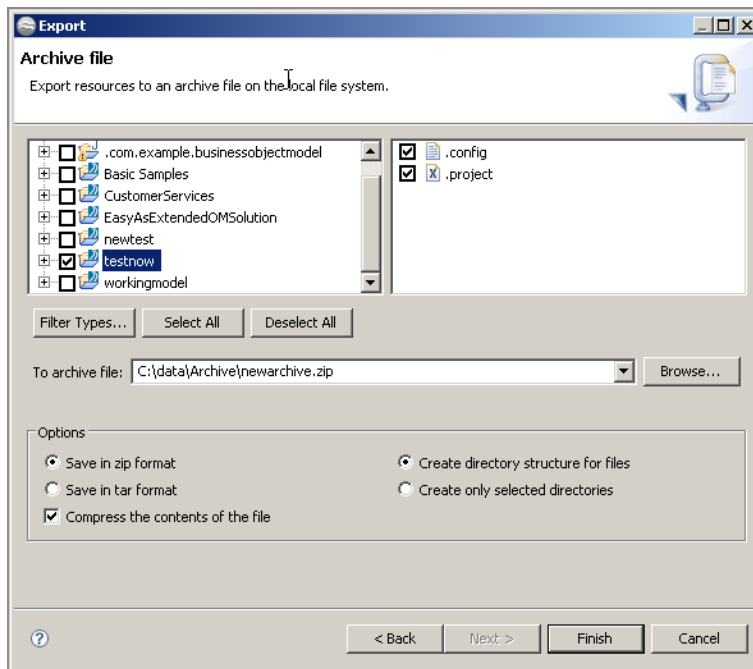 Export
Archive file
Export resources to an archive file on the local file system.
.com.example.businessobjectmodel
Basic Samples
CustomerServices
EasyAsExtendedOMSolution
newtest
testnow
workingmodel
.config
.project
Filter Types...
Select All
Deselect All
To archive file:
C:\data\Archive\newarchive.zip
Browse...
Options
Save in zip format
Create directory structure for files
Save in tar format
Create only selected directories
Compress the contents of the file
?
< Back
Next >
Finish
Cancel